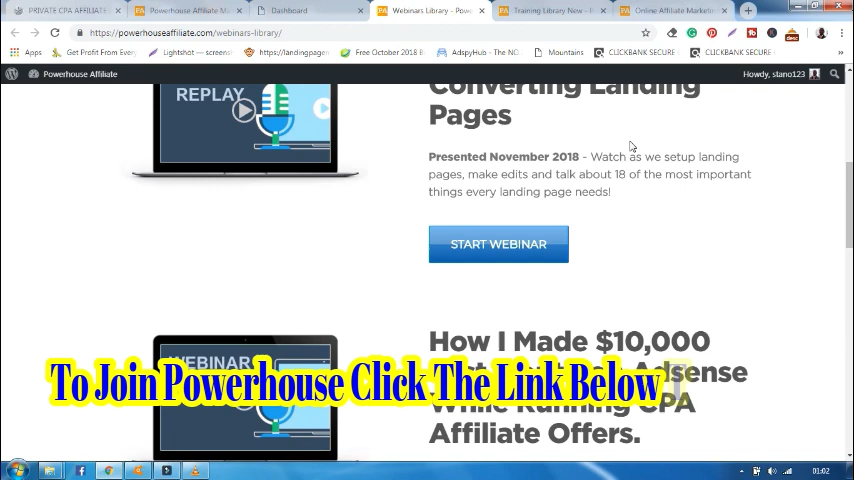 PRIVATE CPA AFFILIATE
Powerhouse Affiliate M
Dashboard
Webinars Library - Pow
Training Library New - P
Online Affiliate Marketin
https://powerhouseaffiliate.com/webinars-library/
Apps
Get Profit From Every
Lightshot — screens
https://landingpage
Free October 2018 B
AdspyHub - The NO.
Mountains
CLICKBANK SECURE
CLICKBANK SECURE
Powerhouse Affiliate
Howdy, stano123
REPLAY
Converting Landing
Pages
Presented November 2018 - Watch as we setup landing
pages, make edits and talk about 18 of the most important
things every landing page needs!
START WEBINAR
WEBINAR
How I Made $10,000
Adsense
To Join Powerhouse Click The Link Below
While Running CPA
Affiliate Offers.
01:02